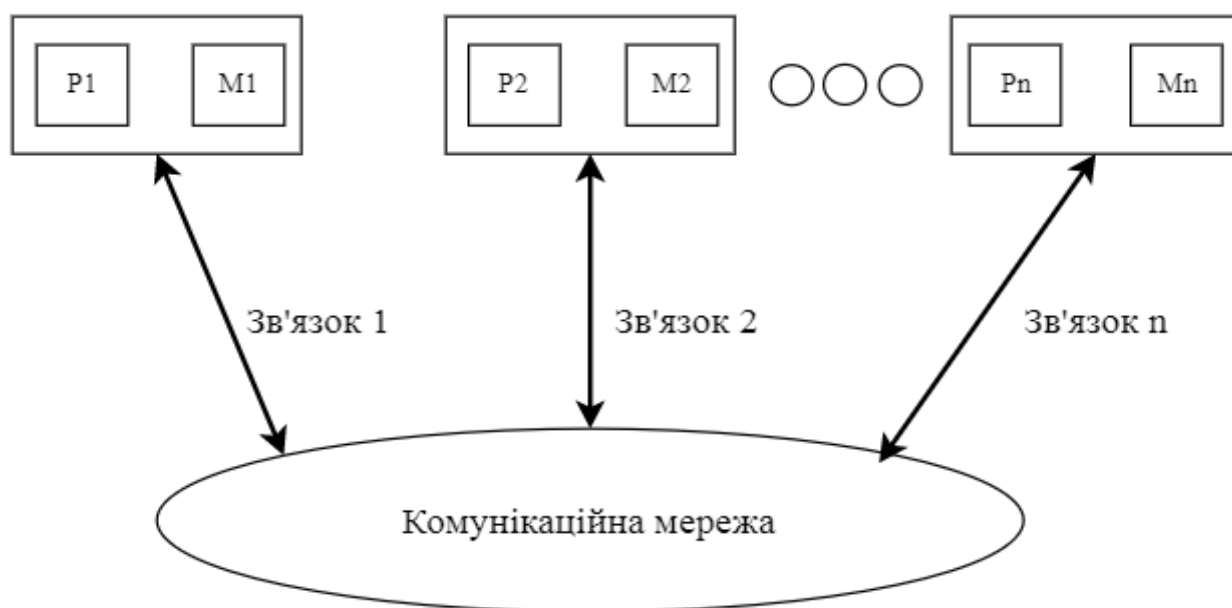 P1 M1 P2 M2 Pn Mn
Зв'язок 1 Зв'язок 2 Зв'язок n
Комунікаційна мережа